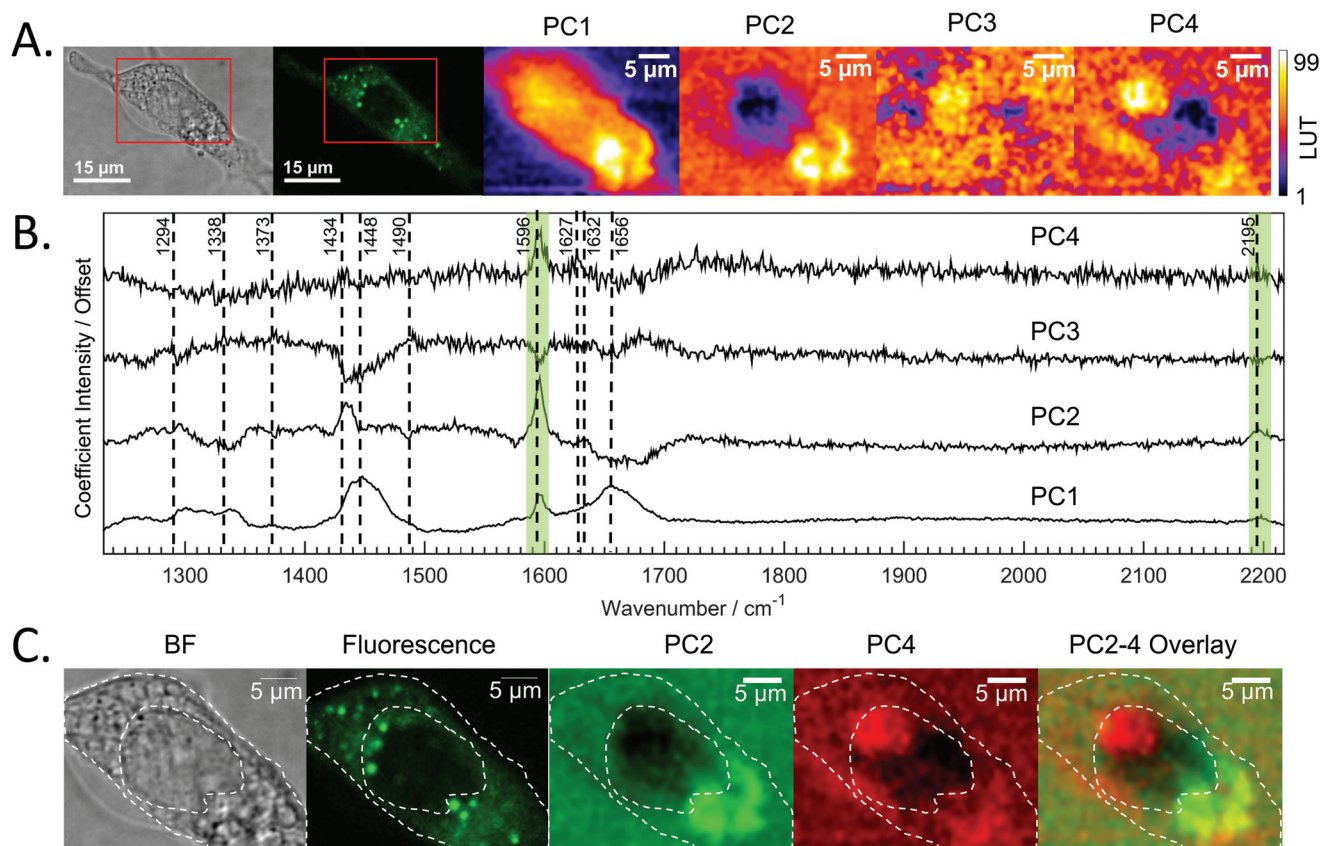 A.
PC1 PC2 PC3 PC4
15 µm 15 µm 5 µm 5 µm 5 µm 5 µm
99
LUT
1
B.
1294 1338 1373 1434 1448 1490 1596 1627 1632 1656 2195
PC4
PC3
PC2
PC1
Coefficient Intensity / Offset
1300 1400 1500 1600 1700 1800 1900 2000 2100 2200
Wavenumber / cm⁻¹
C.
BF Fluorescence PC2 PC4 PC2-4 Overlay
5 µm 5 µm 5 µm 5 µm 5 µm